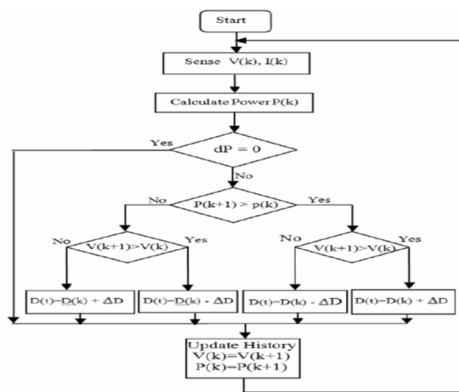 Start
Sense V(k), I(k)
Calculate Power P(k)
Yes
dP = 0
No
No
P(k+1) > p(k)
Yes
No
V(k+1)>V(k)
Yes
No
V(k+1)>V(k)
Yes
D(t)=D(k) + ΔD
D(t)=D(k) - ΔD
D(t)=D(k) - ΔD
D(t)=D(k) + ΔD
Update History
V(k)=V(k+1)
P(k)=P(k+1)